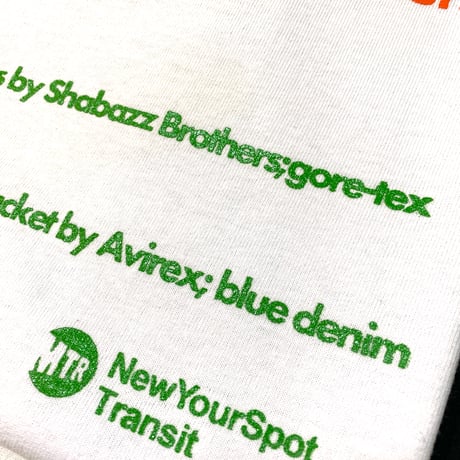 s by Shabazz Brothers;gore-tex
cket by Avirex; blue denim
MTR
NewYourSpot
Transit